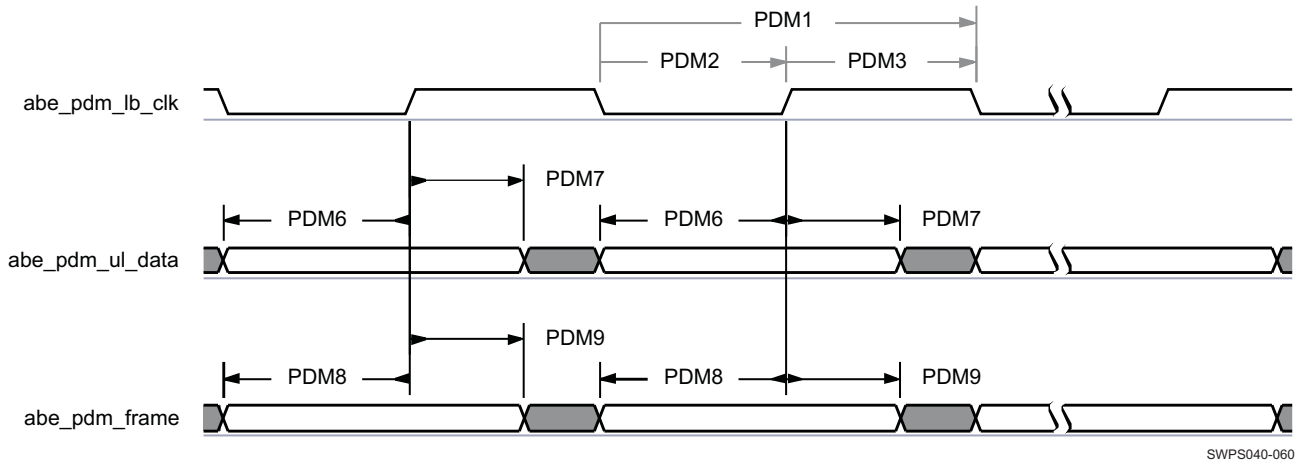 PDM1
PDM2 PDM3
abe_pdm_lb_clk
PDM7
PDM6 PDM6 PDM7
abe_pdm_ul_data
PDM9
PDM8 PDM8 PDM9
abe_pdm_frame
SWPS040-060